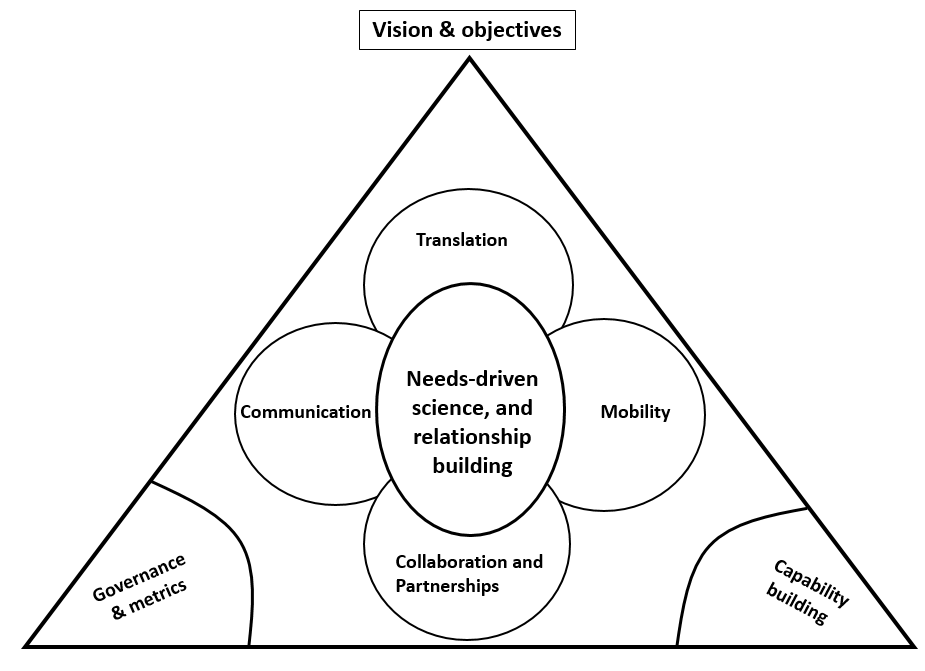 Vision & objectives
Translation
Needs-driven
science, and
relationship
building
Communication
Mobility
Collaboration and
Partnerships
Governance
& metrics
Capability
building